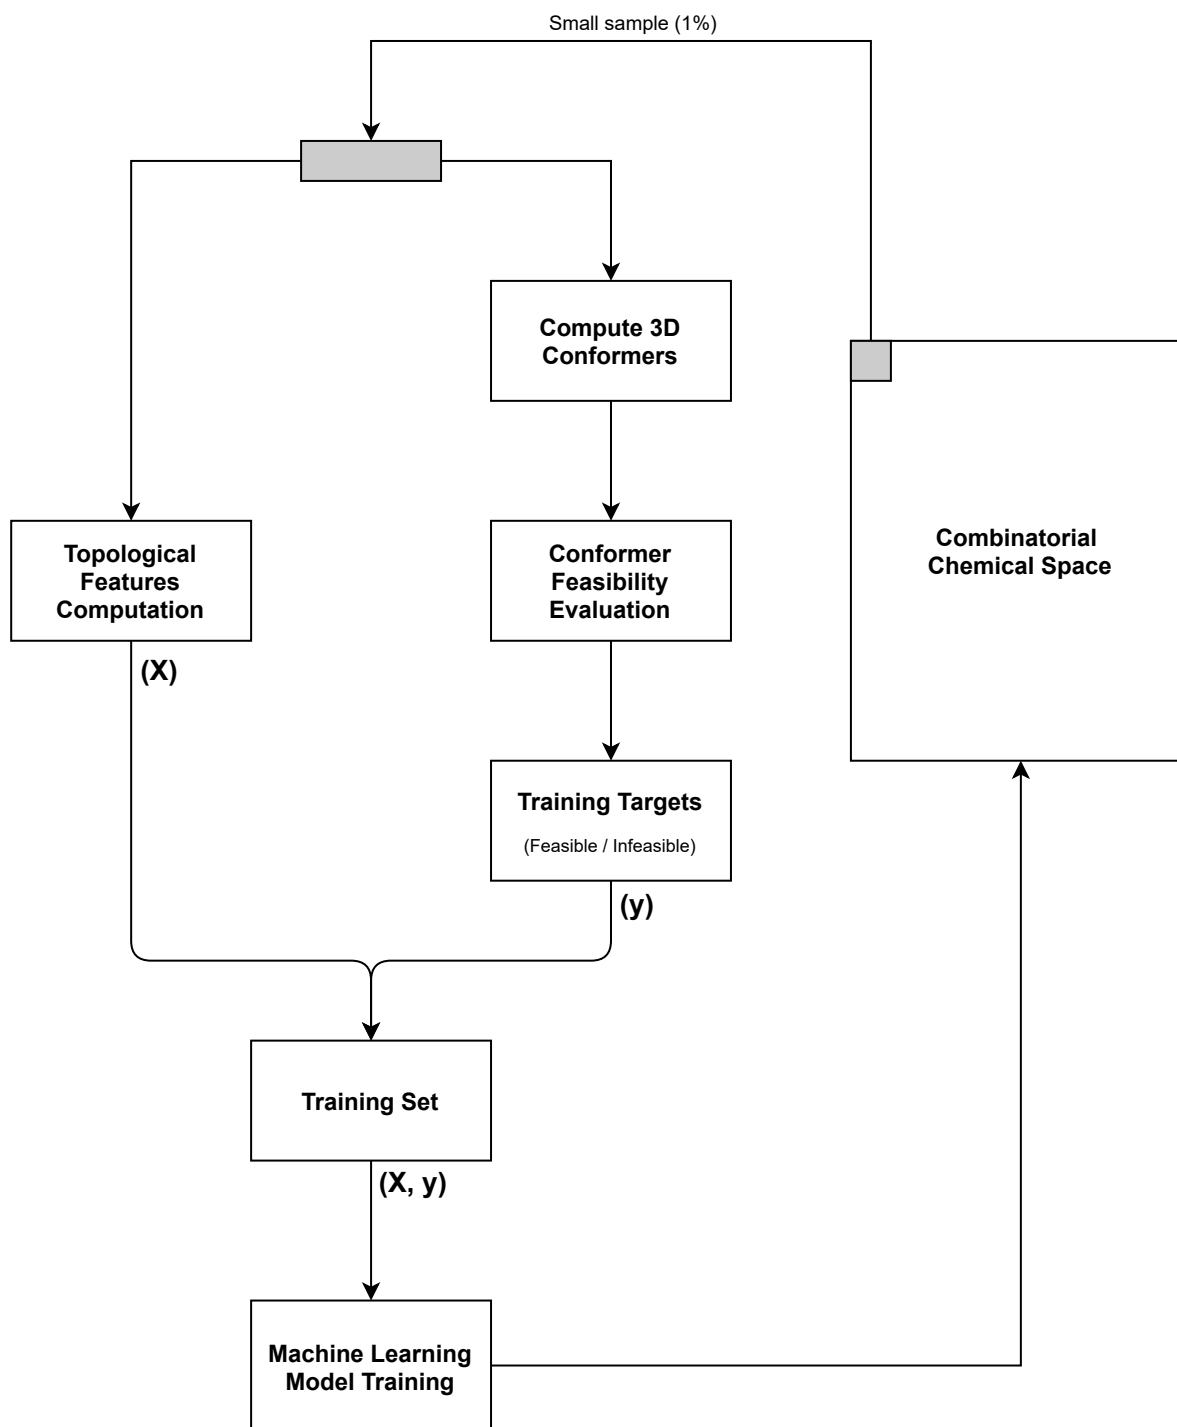 Small sample (1%)
Compute 3D
Conformers
Combinatorial
Chemical Space
Topological
Features
Computation
Conformer
Feasibility
Evaluation
(X)
Training Targets
(Feasible / Infeasible)
(y)
Training Set
(X, y)
Machine Learning
Model Training